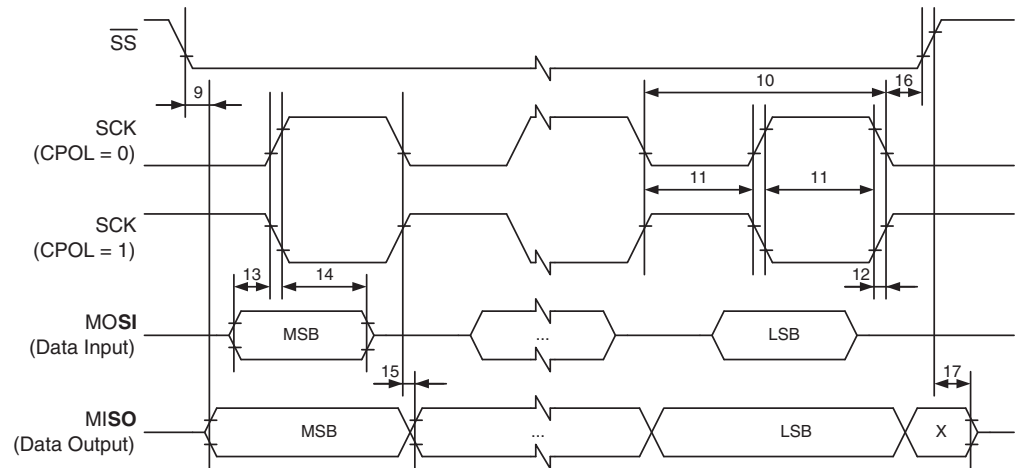 SS
9
10
16
SCK
(CPOL = 0)
11
11
SCK
(CPOL = 1)
13
14
12
MOSI
(Data Input)
MSB
...
LSB
15
17
MISO
(Data Output)
MSB
...
LSB
X